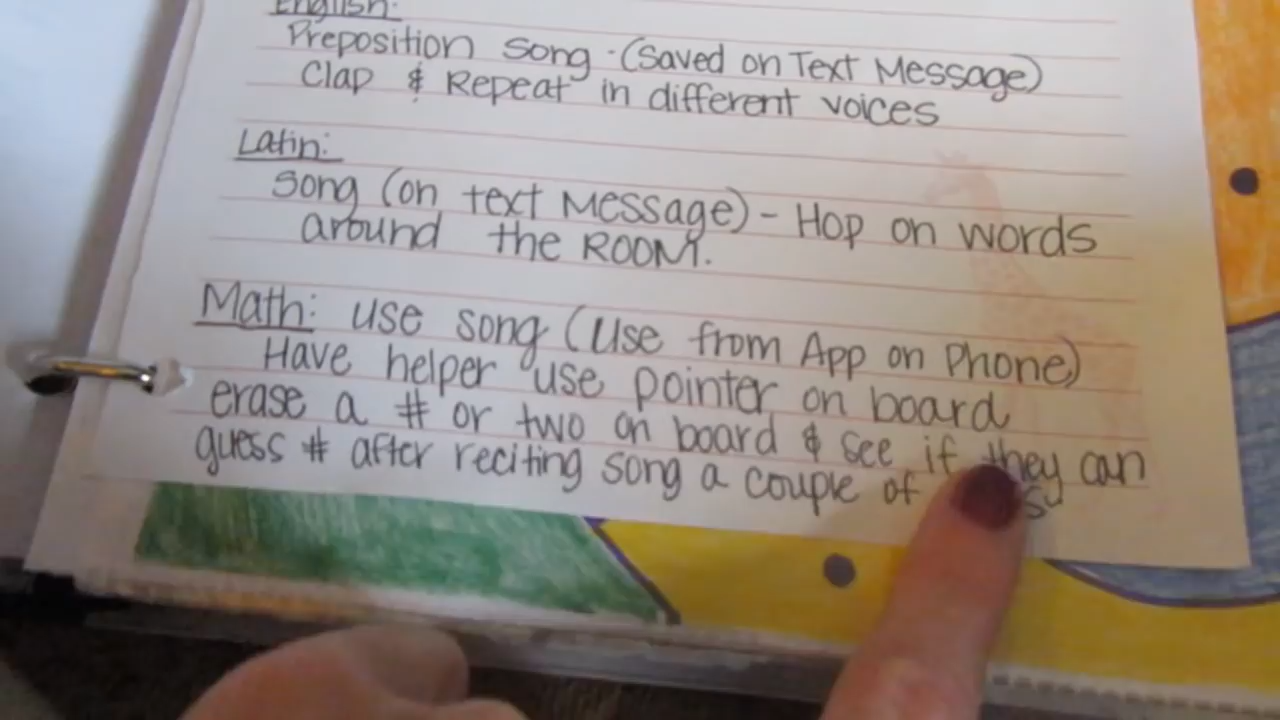 English:
Preposition song - (Saved on Text Message)
Clap & Repeat in different voices
Latin:
Song (on text Message) - Hop on words
around the ROOM.
Math: use song (Use from App on Phone)
Have helper use pointer on board
erase a # or two on board & see if they can
guess # after reciting song a couple of